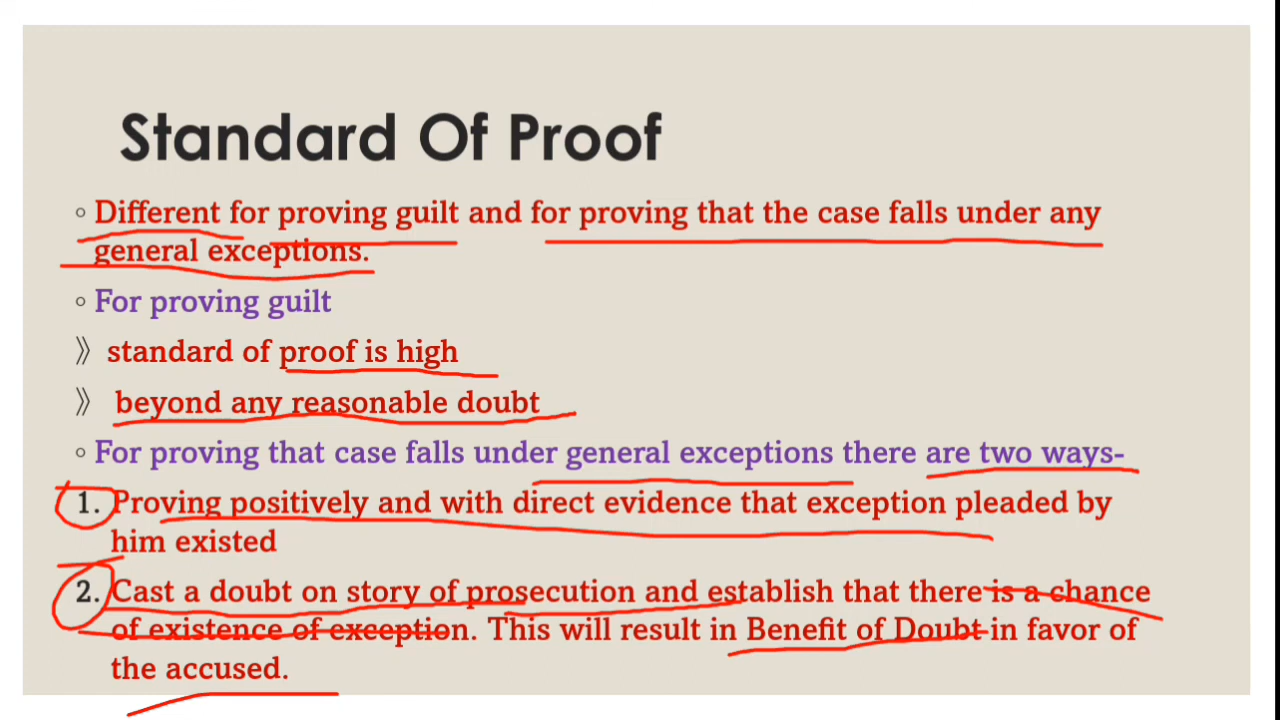 Standard Of Proof
◦ Different for proving guilt and for proving that the case falls under any
general exceptions.
◦ For proving guilt
》 standard of proof is high
》 beyond any reasonable doubt
◦ For proving that case falls under general exceptions there are two ways-
1. Proving positively and with direct evidence that exception pleaded by
him existed
2. Cast a doubt on story of prosecution and establish that there is a chance
of existence of exception. This will result in Benefit of Doubt in favor of
the accused.